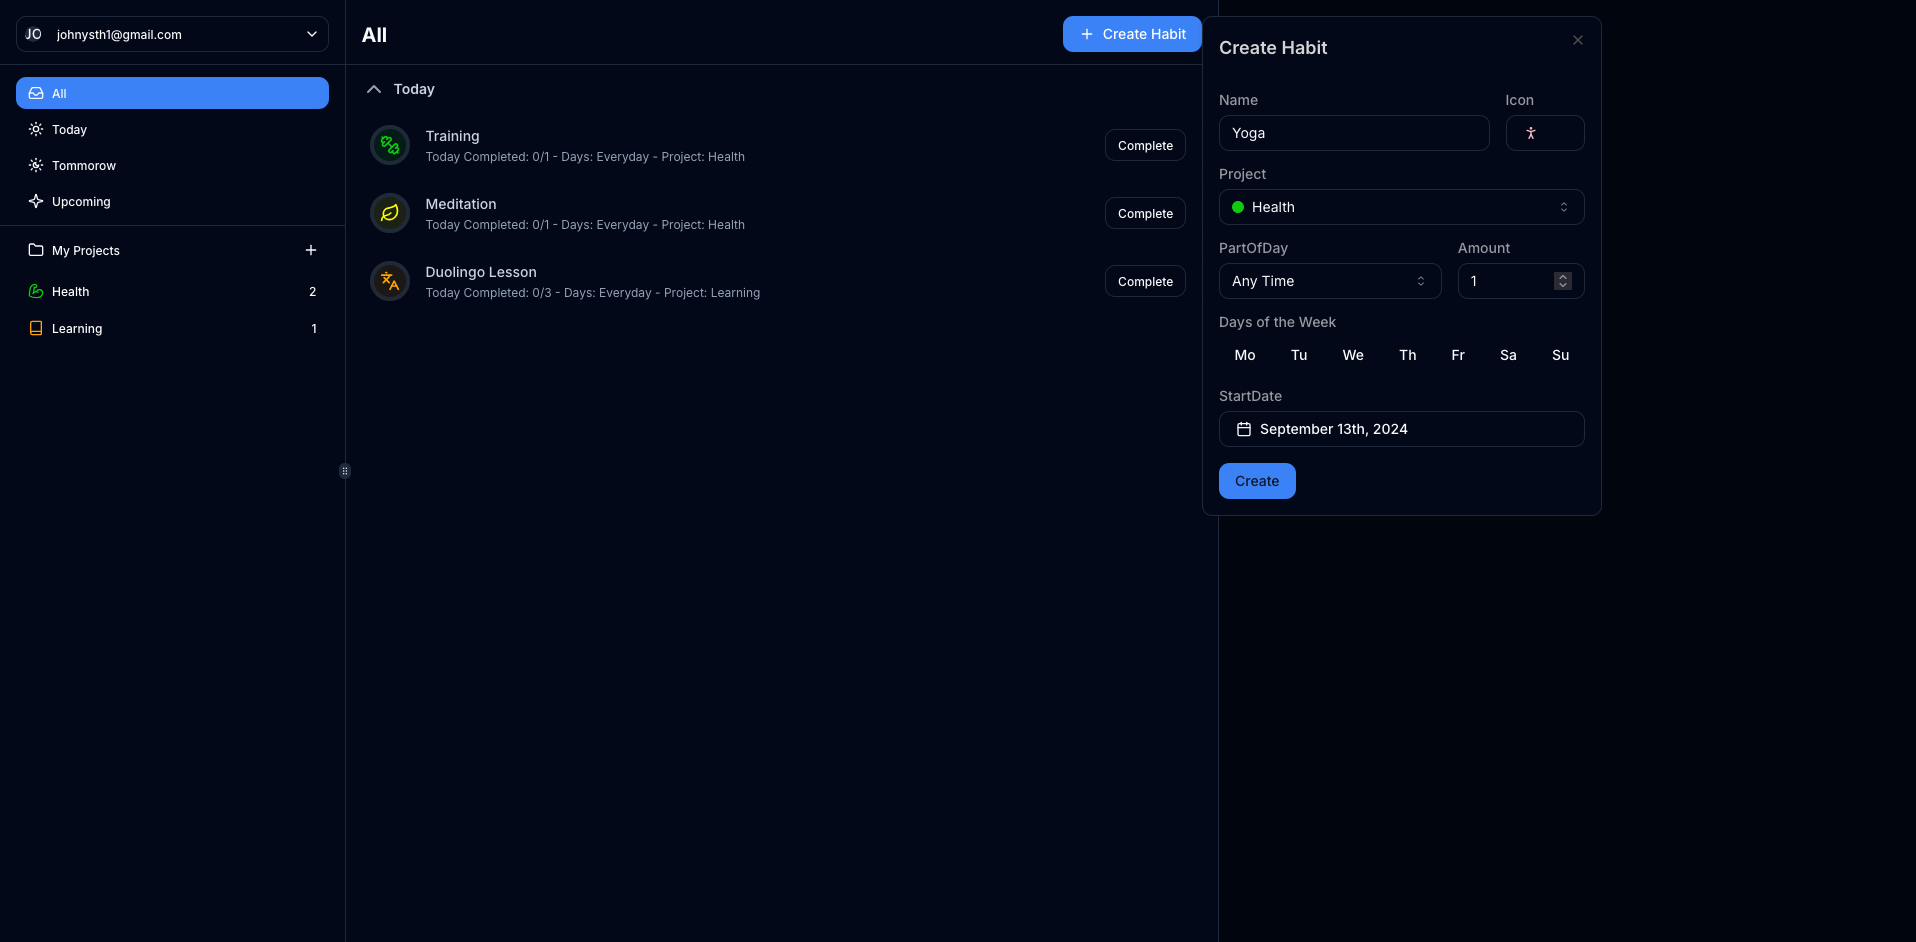 JO johnysth1@gmail.com
All
Today
Tommorow
Upcoming
My Projects
Health 2
Learning 1
All
Create Habit
Today
Training
Today Completed: 0/1 - Days: Everyday - Project: Health
Complete
Meditation
Today Completed: 0/1 - Days: Everyday - Project: Health
Complete
Duolingo Lesson
Today Completed: 0/3 - Days: Everyday - Project: Learning
Complete
Create Habit
Name Icon
Yoga
Project
Health
PartOfDay Amount
Any Time 1
Days of the Week
Mo Tu We Th Fr Sa Su
StartDate
September 13th, 2024
Create